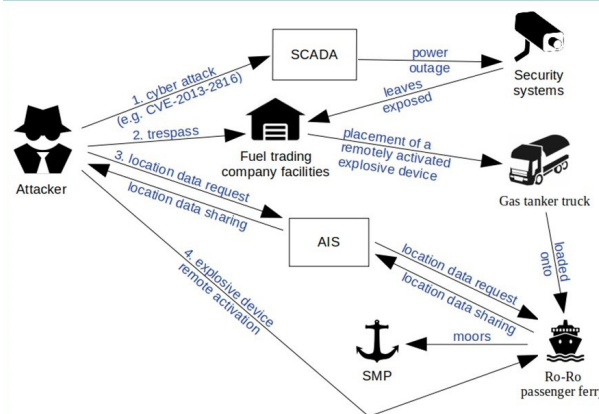 SCADA
power
outage
Security
systems
1. cyber attack
(e.g. CVE-2013-2816)
leaves
exposed
2. trespass
Attacker
Fuel trading
company facilities
placement of a
remotely activated
explosive device
Gas tanker truck
3. location data request
location data sharing
AIS
location data request
location data sharing
loaded
onto
4. explosive device
remote activation
moors
SMP
Ro-Ro
passenger ferry